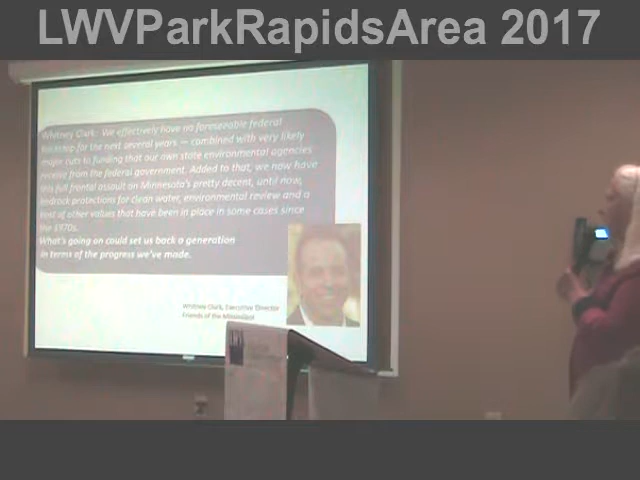 LWVParkRapidsArea 2017
Whitney Clark: We effectively have no foreseeable federal
backstop for the next several years — combined with very likely
major cuts to funding that our own state environmental agencies
receive from the federal government. Added to that, we now have
this full frontal assault on Minnesota's pretty decent, until now,
bedrock protections for clean water, environmental review and a
host of other values that have been in place in some cases since
the 1970s.
What's going on could set us back a generation
in terms of the progress we've made.
Whitney Clark, Executive Director
Friends of the Mississippi